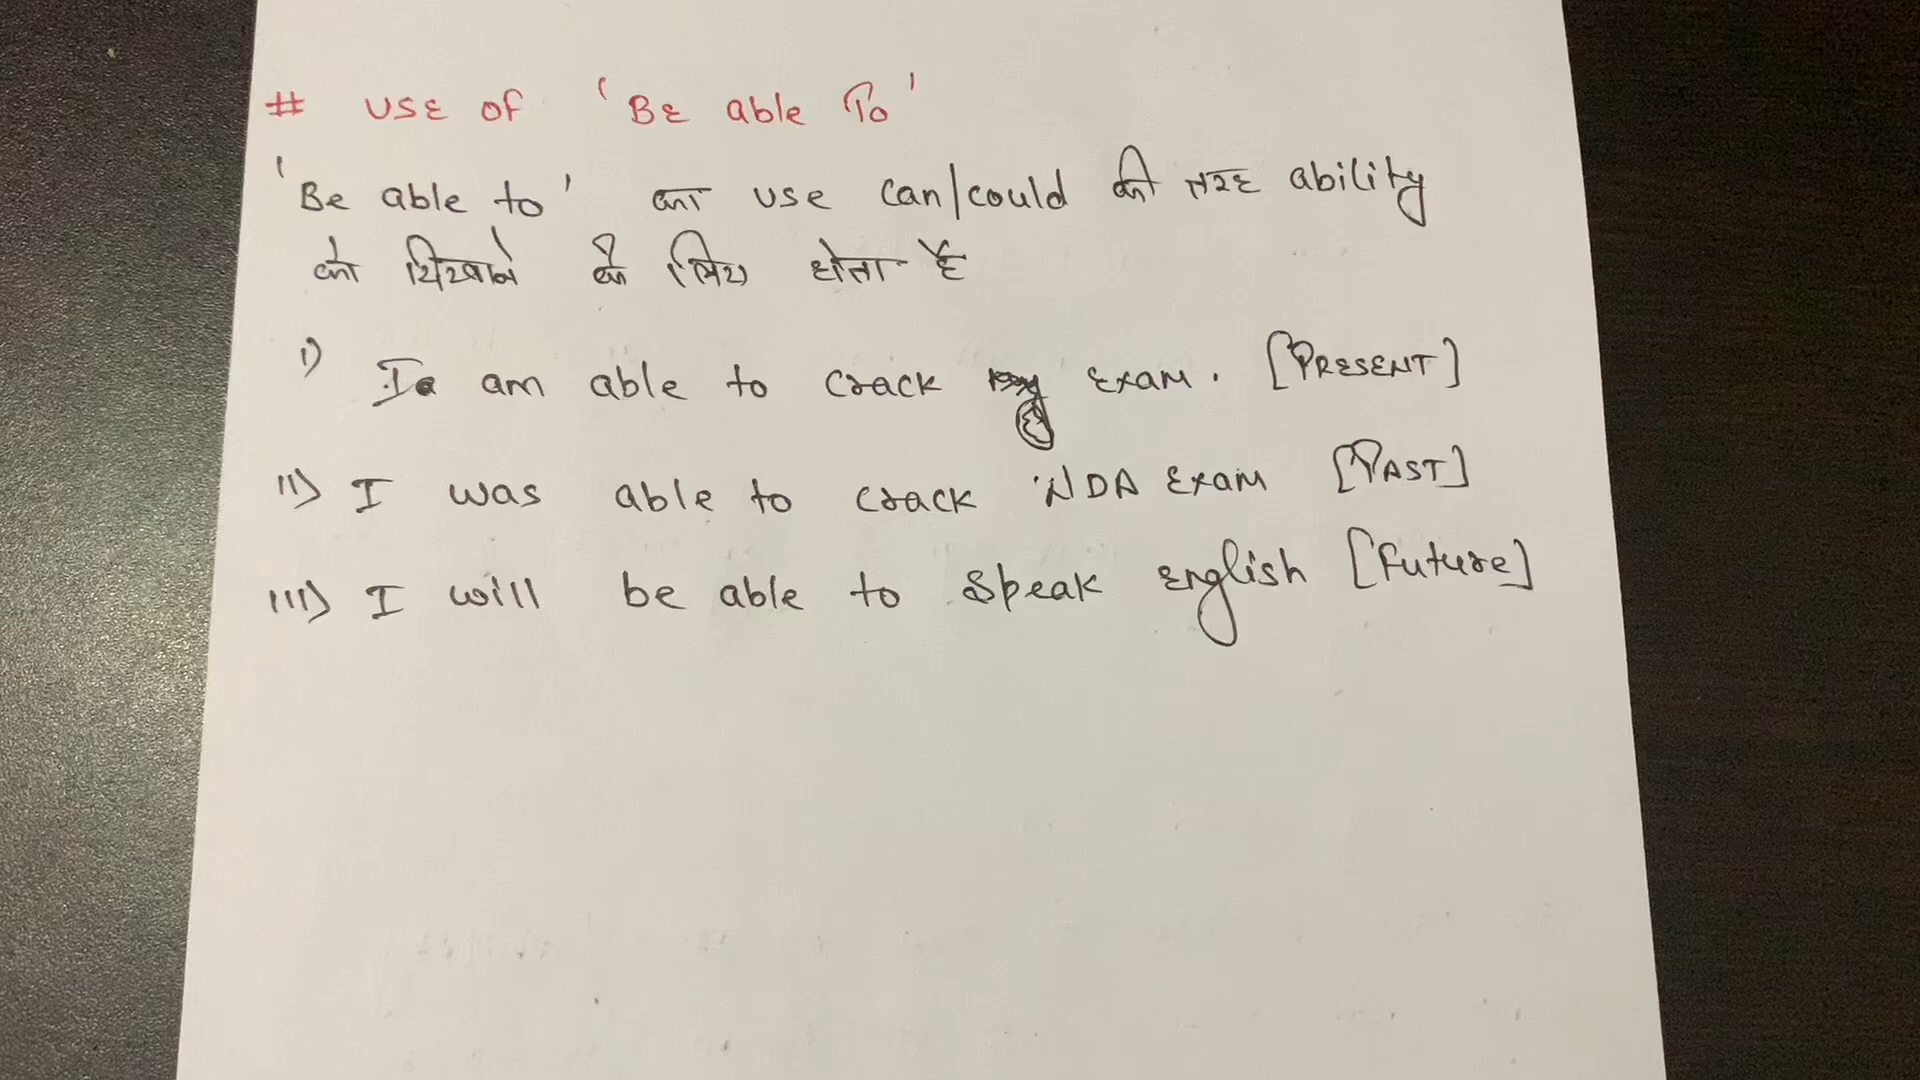 # USE OF 'BE able To'
'Be able to' का use can/could की तरह ability
को दिखाने के लिए होता है
i) I am able to crack exam. [PRESENT]
ii) I was able to crack NDA Exam [PAST]
iii) I will be able to speak English [Future]